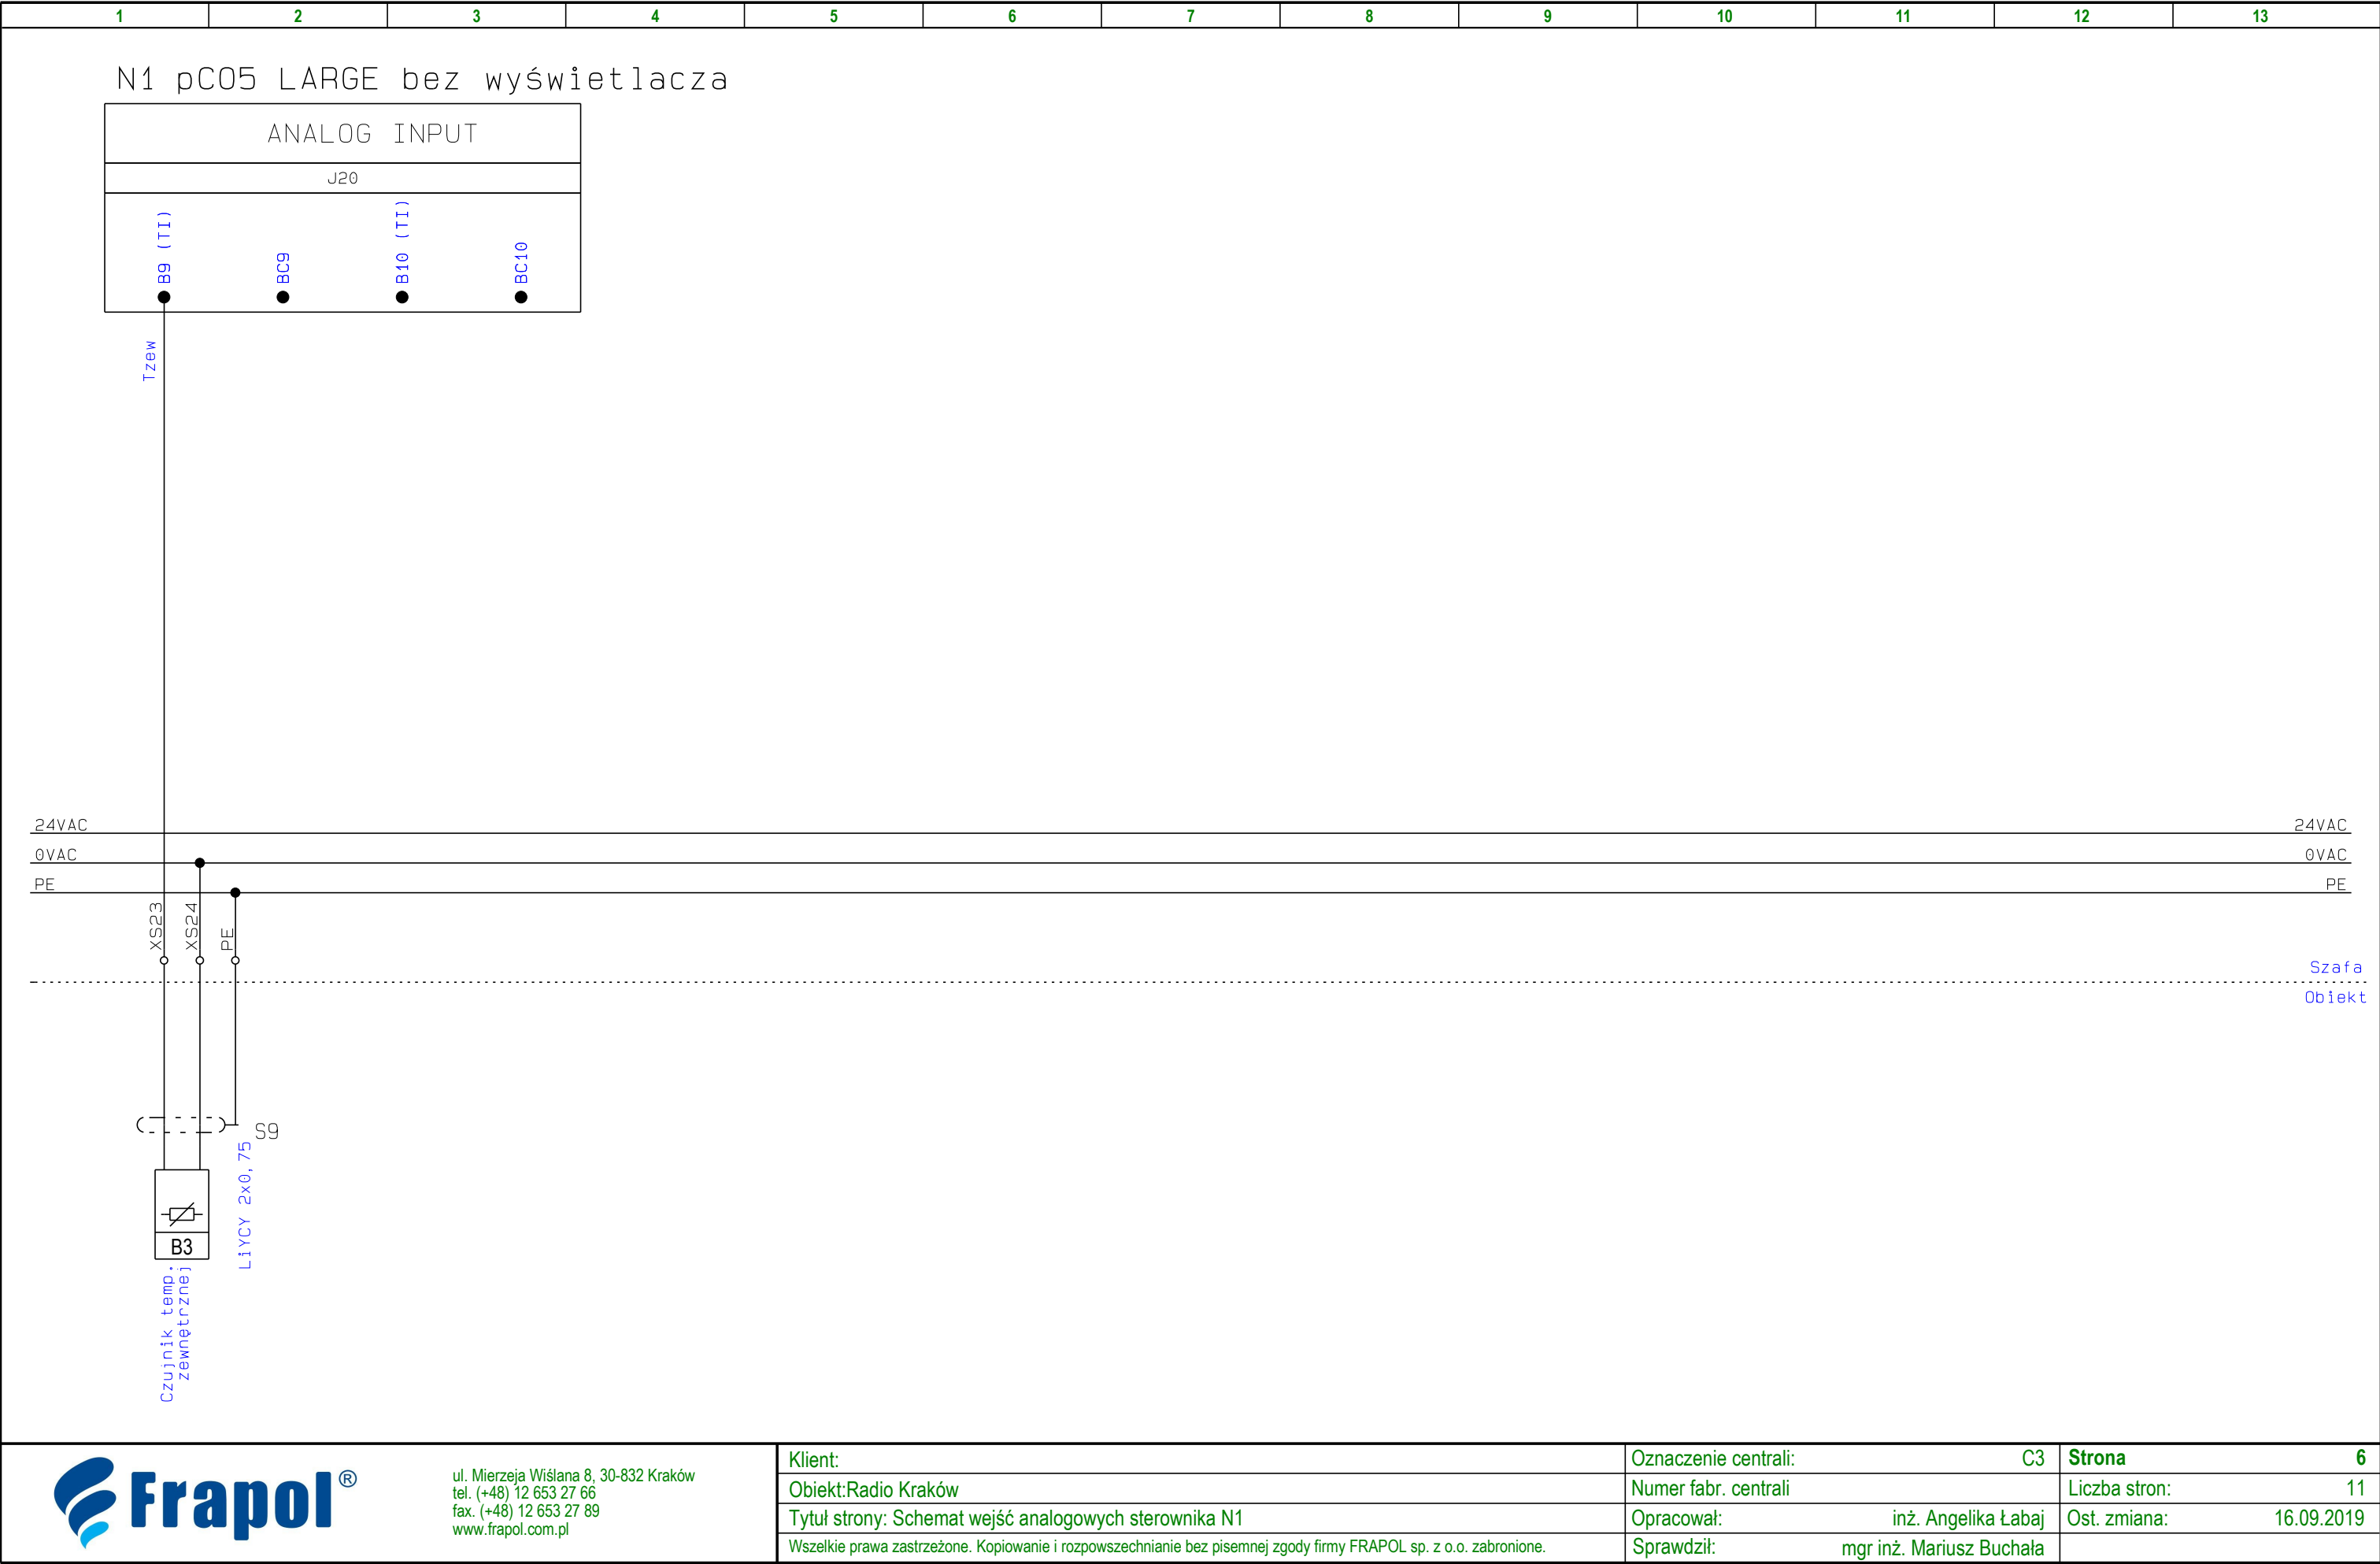 1 2 3 4 5 6 7 8 9 10 11 12 13
N1 pCO5 LARGE bez wyświetlacza
ANALOG INPUT
J20
B9 (TI)
BC9
B10 (TI)
BC10
Tzew
24VAC 24VAC
0VAC 0VAC
PE PE
XS23
XS24
PE
Szafa
Obiekt
S9
LiYCY 2x0,75
B3
Czujnik temp.
zewnętrznej
Frapol®
ul. Mierzeja Wiślana 8, 30-832 Kraków
tel. (+48) 12 653 27 66
fax. (+48) 12 653 27 89
www.frapol.com.pl
Klient:
Obiekt:Radio Kraków
Tytuł strony: Schemat wejść analogowych sterownika N1
Wszelkie prawa zastrzeżone. Kopiowanie i rozpowszechnianie bez pisemnej zgody firmy FRAPOL sp. z o.o. zabronione.
Oznaczenie centrali: C3
Numer fabr. centrali
Opracował: inż. Angelika Łabaj
Sprawdził: mgr inż. Mariusz Buchała
Strona 6
Liczba stron: 11
Ost. zmiana: 16.09.2019